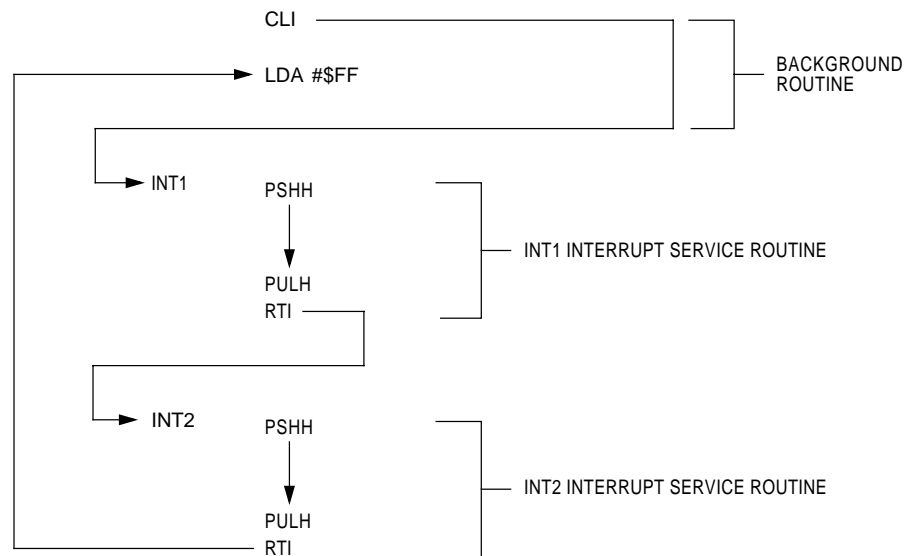 CLI
LDA #$FF
BACKGROUND
ROUTINE
INT1
PSHH
INT1 INTERRUPT SERVICE ROUTINE
PULH
RTI
INT2
PSHH
INT2 INTERRUPT SERVICE ROUTINE
PULH
RTI